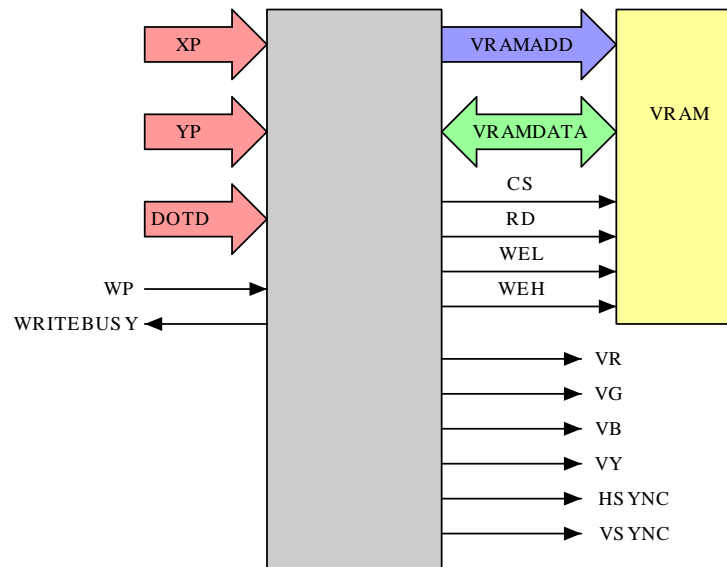 XP
VRAMADD
VRAM
YP
VRAMDATA
CS
DOTD
RD
WEL
WP
WEH
WRITEBUSY
VR
VG
VB
VY
HSYNC
VSYNC